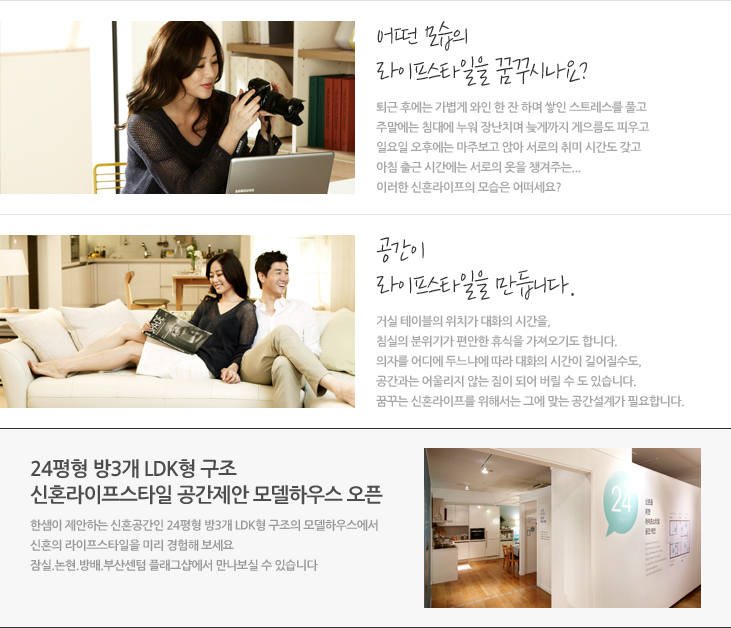 어떤 모습의
라이프스타일을 꿈꾸시나요?
퇴근 후에는 가볍게 와인 한 잔 하며 쌓인 스트레스를 풀고
주말에는 침대에 누워 장난치며 늦게까지 게으름도 피우고
일요일 오후에는 마주보고 앉아 서로의 취미 시간도 갖고
아침 출근 시간에는 서로의 옷을 챙겨주는...
이러한 신혼라이프의 모습은 어떠세요?
SAMSUNG
공간이
라이프스타일을 만듭니다.
거실 테이블의 위치가 대화의 시간을,
침실의 분위기가 편안한 휴식을 가져오기도 합니다.
의자를 어디에 두느냐에 따라 대화의 시간이 길어질수도,
공간과는 어울리지 않는 짐이 되어 버릴 수 도 있습니다.
꿈꾸는 신혼라이프를 위해서는 그에 맞는 공간설계가 필요합니다.
24평형 방3개 LDK형 구조
신혼라이프스타일 공간제안 모델하우스 오픈
한샘이 제안하는 신혼공간인 24평형 방3개 LDK형 구조의 모델하우스에서
신혼의 라이프스타일을 미리 경험해 보세요
잠실.논현.방배.부산센텀 플래그샵에서 만나보실 수 있습니다
24